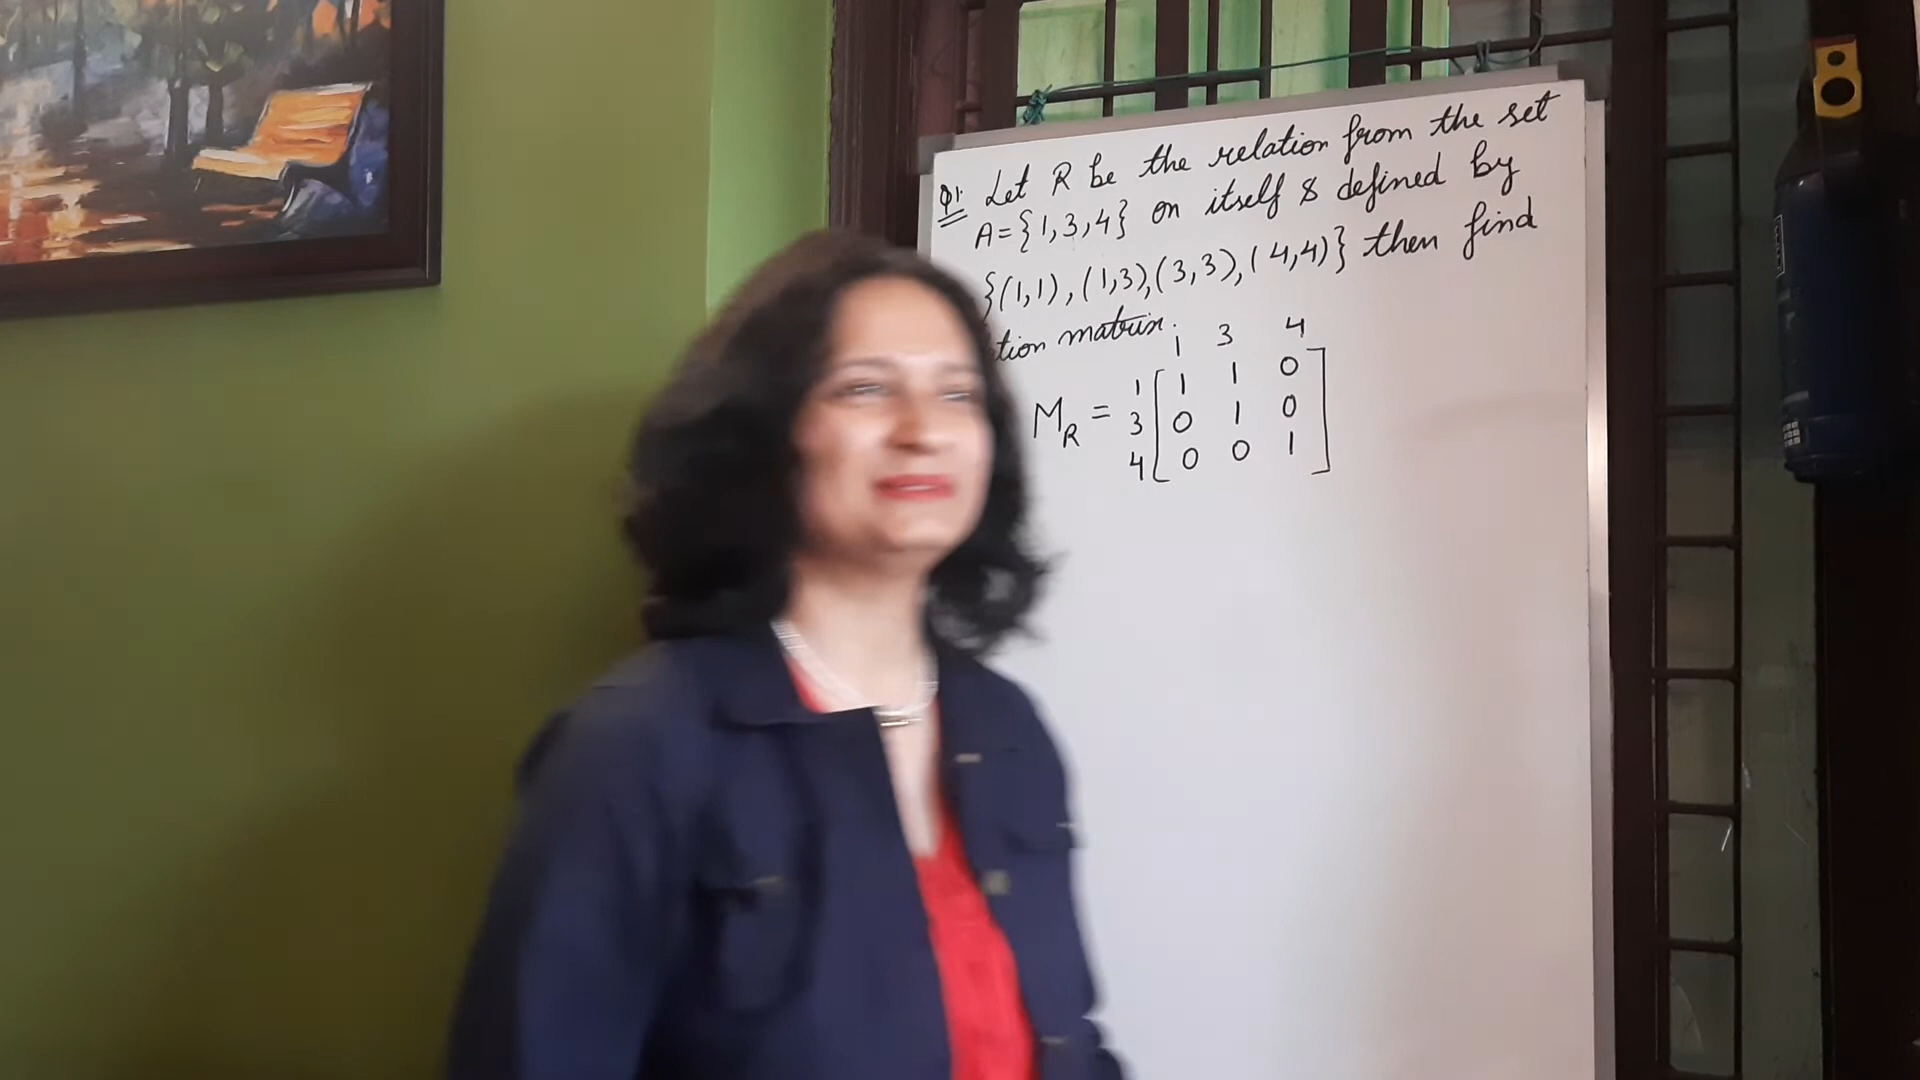 Q1. Let R be the relation from the set
A={1,3,4} on itself & defined by
{(1,1),(1,3),(3,3),(4,4)} then find
tion matrix.
1 3 4
1 1 1 0
M_R = 3 0 1 0
4 0 0 1